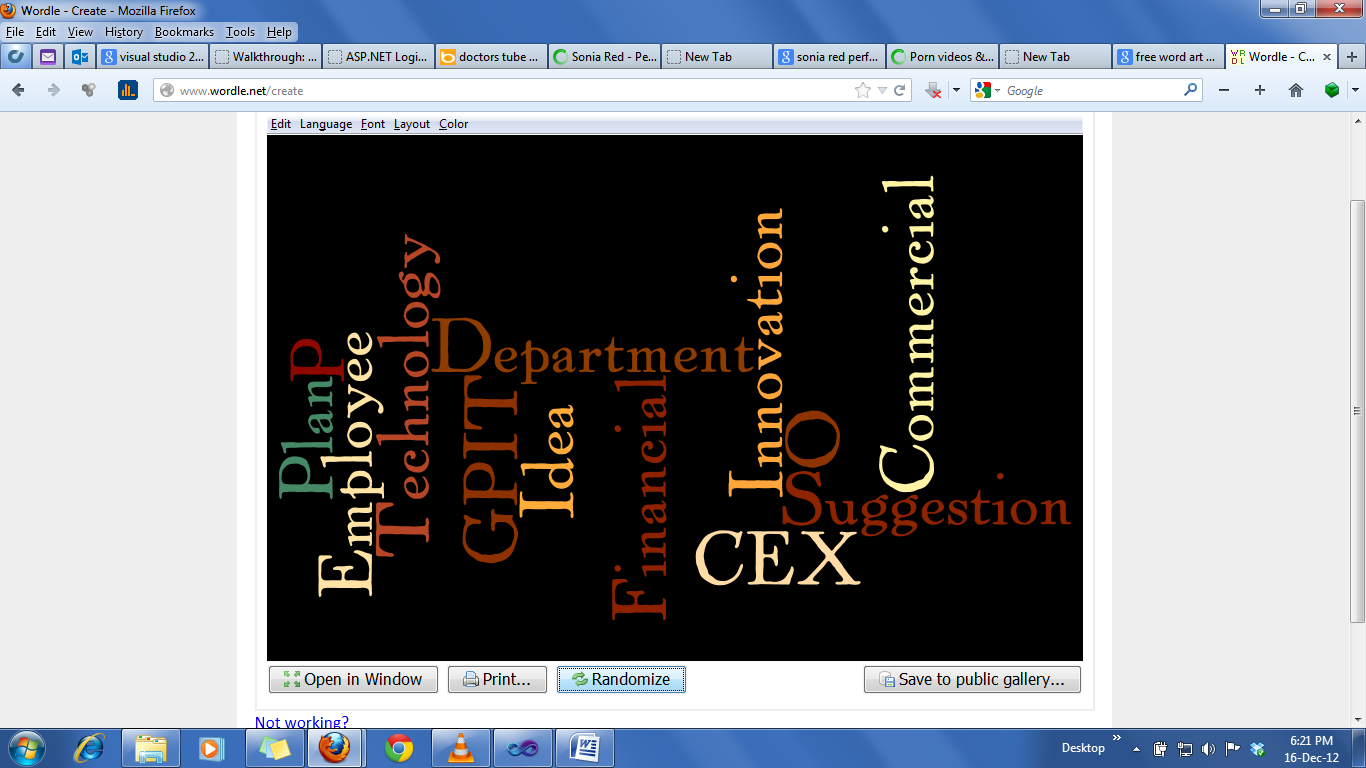 Wordle - Create - Mozilla Firefox
File Edit View History Bookmarks Tools Help
visual studio 2... Walkthrough: ... ASP.NET Logi... doctors tube ... Sonia Red - Pe... New Tab sonia red perf... Porn videos &... New Tab free word art ... Wordle - C...
www.wordle.net/create Google
Edit Language Font Layout Color
Plan
P
Employee
Technology
Department
GPIT
Idea
Financial
Innovation
O
Commercial
Suggestion
CEX
Open in Window Print... Randomize Save to public gallery...
Not working?
Desktop 6:21 PM
16-Dec-12